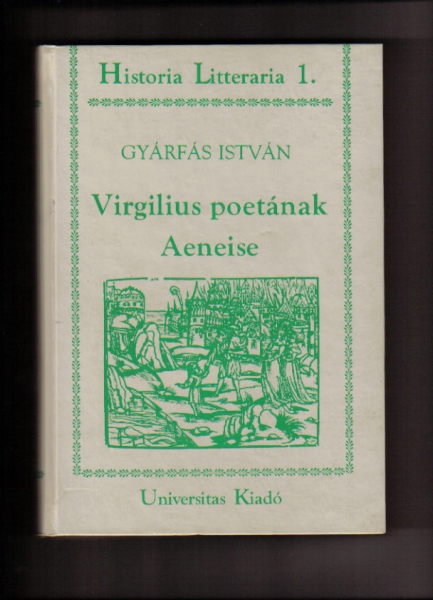 Historia Litteraria 1.
GYÁRFÁS ISTVÁN
Virgilius poetának
Aeneise
Universitas Kiadó